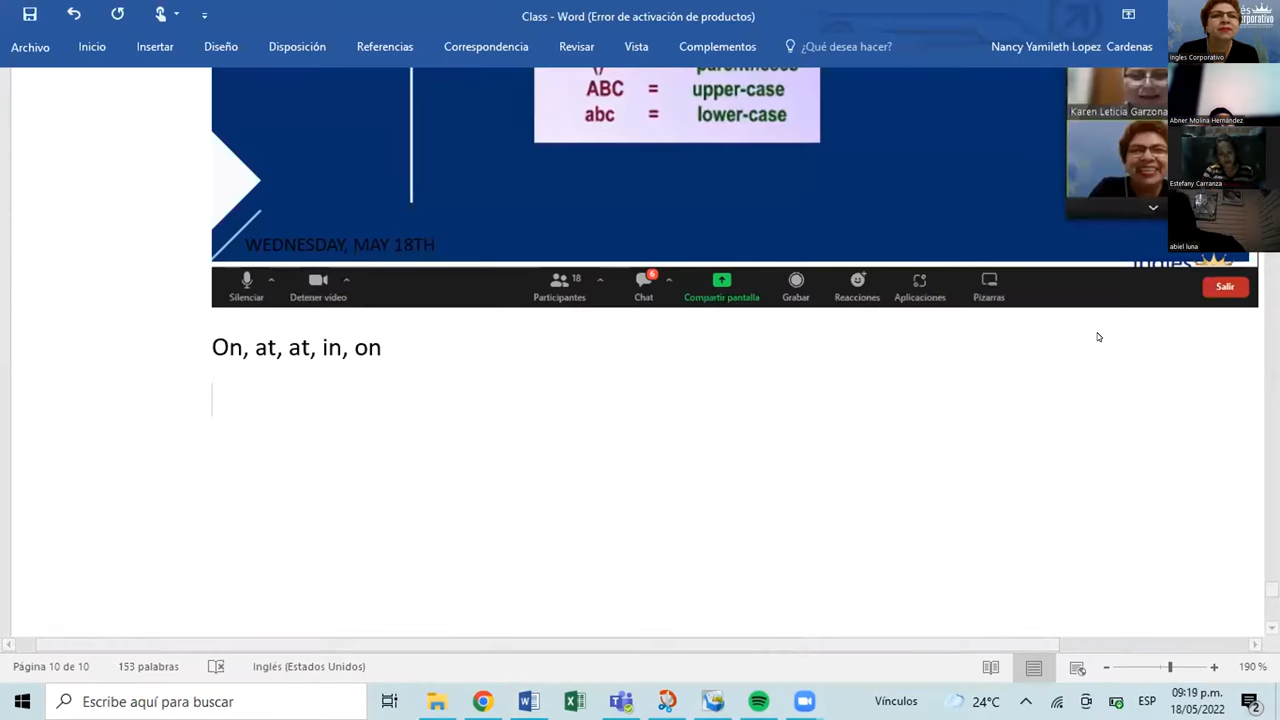 Class - Word (Error de activación de productos)
Archivo Inicio Insertar Diseño Disposición Referencias Correspondencia Revisar Vista Complementos ¿Qué desea hacer? Nancy Yamileth Lopez Cardenas
Ingles Corporativo
Abner Molina Hernández
Estefany Carranza
abiel luna
Karen Leticia Garzona
() = parentheses
ABC = upper-case
abc = lower-case
WEDNESDAY, MAY 18TH
Silenciar Detener video Participantes 18 Chat 6 Compartir pantalla Grabar Reacciones Aplicaciones Pizarras Salir
On, at, at, in, on
Página 10 de 10 153 palabras Inglés (Estados Unidos) 190 %
Escribe aquí para buscar Vínculos 24°C ESP 09:19 p.m.
18/05/2022 2